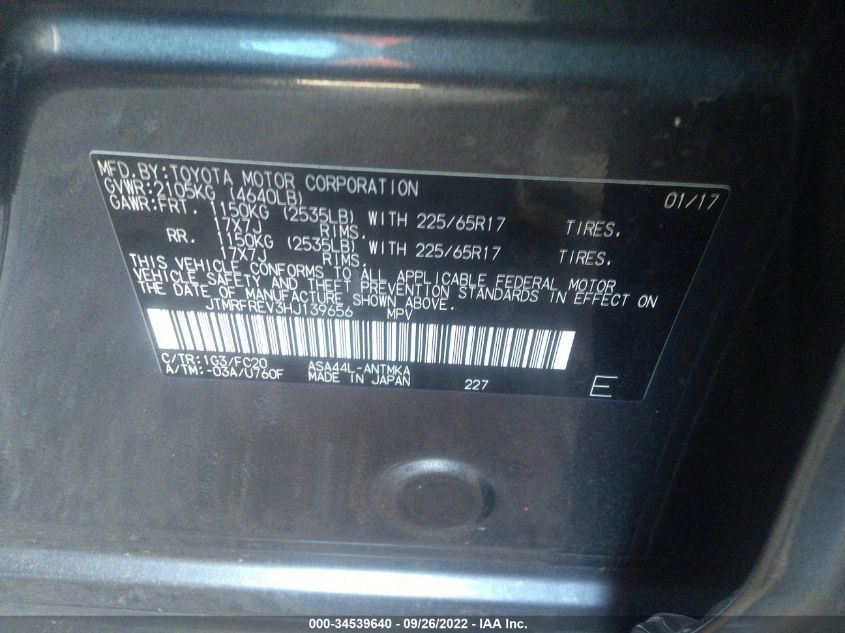 MFD.BY:TOYOTA MOTOR CORPORATION 01/17
GVWR:2105KG (4640LB)
GAWR:FRT. 1150KG (2535LB) WITH 225/65R17 TIRES,
17X7J RIMS.
RR. 1150KG (2535LB) WITH 225/65R17 TIRES,
17X7J RIMS.
THIS VEHICLE CONFORMS TO ALL APPLICABLE FEDERAL MOTOR
VEHICLE SAFETY AND THEFT PREVENTION STANDARDS IN EFFECT ON
THE DATE OF MANUFACTURE SHOWN ABOVE.
JTMRFREV3HJ139656 MPV
C/TR:1G3/FC20 ASA44L-ANTMKA
A/TM:-03A/U760F MADE IN JAPAN 227 E
000-34539640 - 09/26/2022 - IAA Inc.